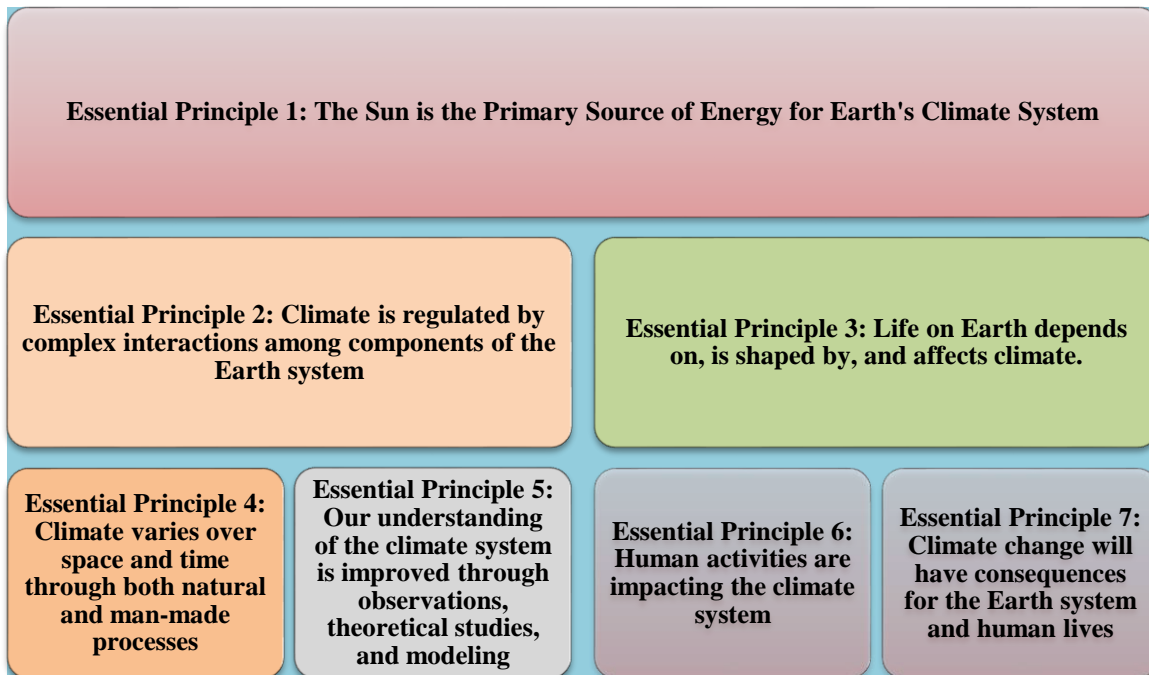 Essential Principle 1: The Sun is the Primary Source of Energy for Earth's Climate System
Essential Principle 2: Climate is regulated by
complex interactions among components of the
Earth system
Essential Principle 3: Life on Earth depends
on, is shaped by, and affects climate.
Essential Principle 4:
Climate varies over
space and time
through both natural
and man-made
processes
Essential Principle 5:
Our understanding
of the climate system
is improved through
observations,
theoretical studies,
and modeling
Essential Principle 6:
Human activities are
impacting the climate
system
Essential Principle 7:
Climate change will
have consequences
for the Earth system
and human lives